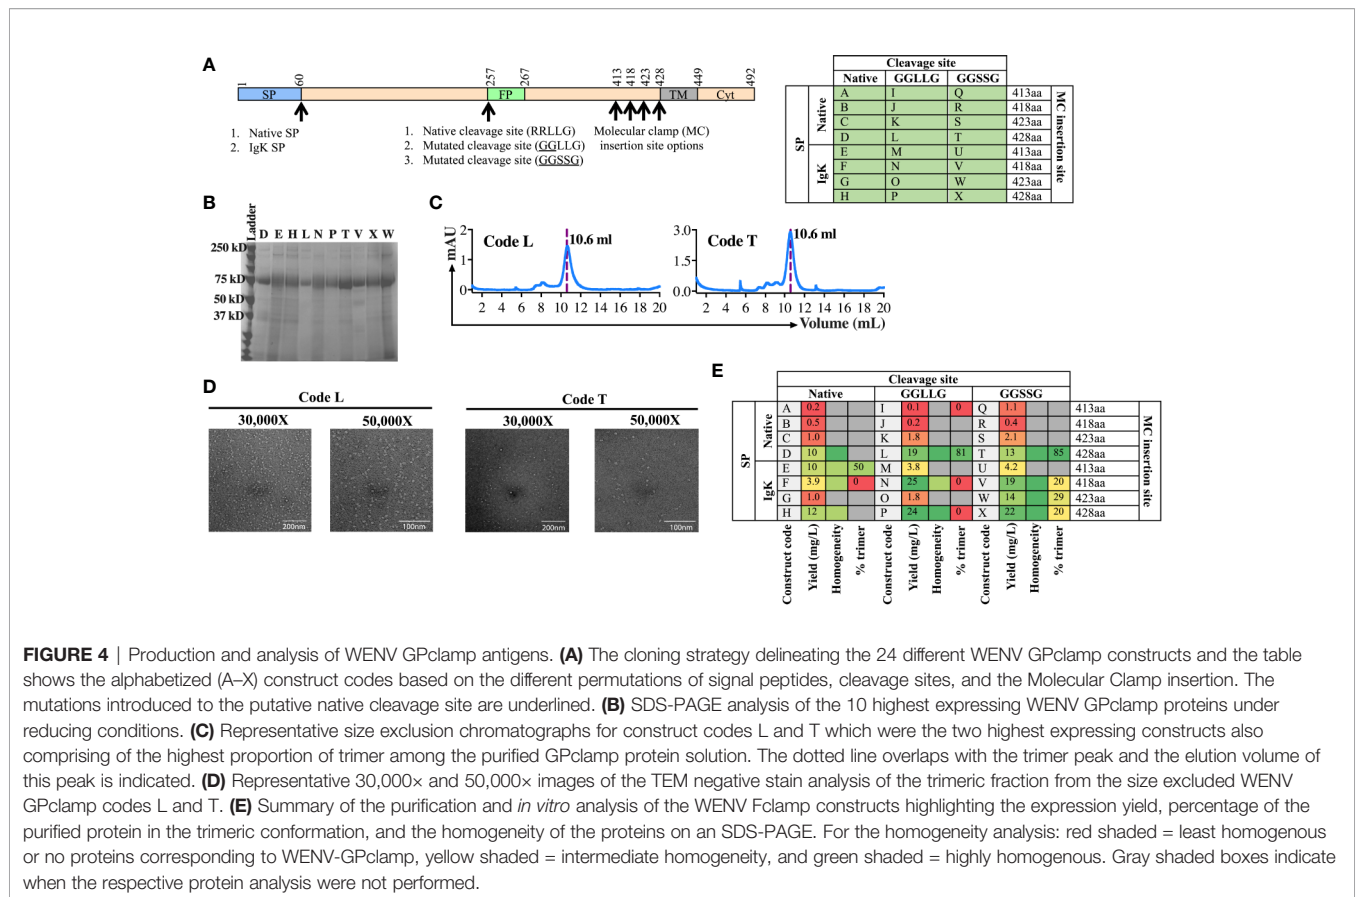 A
1
60
257
267
413
418
423
428
449
492
SP
FP
TM
Cyt
1. Native SP
2. IgK SP
1. Native cleavage site (RRLLG)
2. Mutated cleavage site (GGLLG)
3. Mutated cleavage site (GGSSG)
Molecular clamp (MC)
insertion site options
Cleavage site
Native GGLLG GGSSG
SP
Native
IgK
MC insertion site
A I Q 413aa
B J R 418aa
C K S 423aa
D L T 428aa
E M U 413aa
F N V 418aa
G O W 423aa
H P X 428aa
B
Ladder
D E H L N P T V X W
250 kD
75 kD
50 kD
37 kD
C
mAU
2
1
0
Code L
10.6 ml
2 4 6 8 10 12 14 16 18 20
3.0
1.5
0.0
Code T
10.6 ml
2 4 6 8 10 12 14 16 18 20
Volume (mL)
D
Code L
30,000X 50,000X
200nm
100nm
Code T
30,000X 50,000X
200nm
100nm
E
Cleavage site
Native GGLLG GGSSG
SP
Native
IgK
MC insertion site
A 0.2 I 0.1 0 Q 1.1 413aa
B 0.5 J 0.2 R 0.4 418aa
C 1.0 K 1.8 S 2.1 423aa
D 10 L 19 81 T 13 85 428aa
E 10 50 M 3.8 U 4.2 413aa
F 3.9 0 N 25 0 V 19 20 418aa
G 1.0 O 1.8 W 14 29 423aa
H 12 P 24 0 X 22 20 428aa
Construct code
Yield (mg/L)
Homogeneity
% trimer
Construct code
Yield (mg/L)
Homogeneity
% trimer
Construct code
Yield (mg/L)
Homogeneity
% trimer
FIGURE 4 | Production and analysis of WENV GPclamp antigens. (A) The cloning strategy delineating the 24 different WENV GPclamp constructs and the table
shows the alphabetized (A–X) construct codes based on the different permutations of signal peptides, cleavage sites, and the Molecular Clamp insertion. The
mutations introduced to the putative native cleavage site are underlined. (B) SDS-PAGE analysis of the 10 highest expressing WENV GPclamp proteins under
reducing conditions. (C) Representative size exclusion chromatographs for construct codes L and T which were the two highest expressing constructs also
comprising of the highest proportion of trimer among the purified GPclamp protein solution. The dotted line overlaps with the trimer peak and the elution volume of
this peak is indicated. (D) Representative 30,000× and 50,000× images of the TEM negative stain analysis of the trimeric fraction from the size excluded WENV
GPclamp codes L and T. (E) Summary of the purification and in vitro analysis of the WENV Fclamp constructs highlighting the expression yield, percentage of the
purified protein in the trimeric conformation, and the homogeneity of the proteins on an SDS-PAGE. For the homogeneity analysis: red shaded = least homogenous
or no proteins corresponding to WENV-GPclamp, yellow shaded = intermediate homogeneity, and green shaded = highly homogenous. Gray shaded boxes indicate
when the respective protein analysis were not performed.